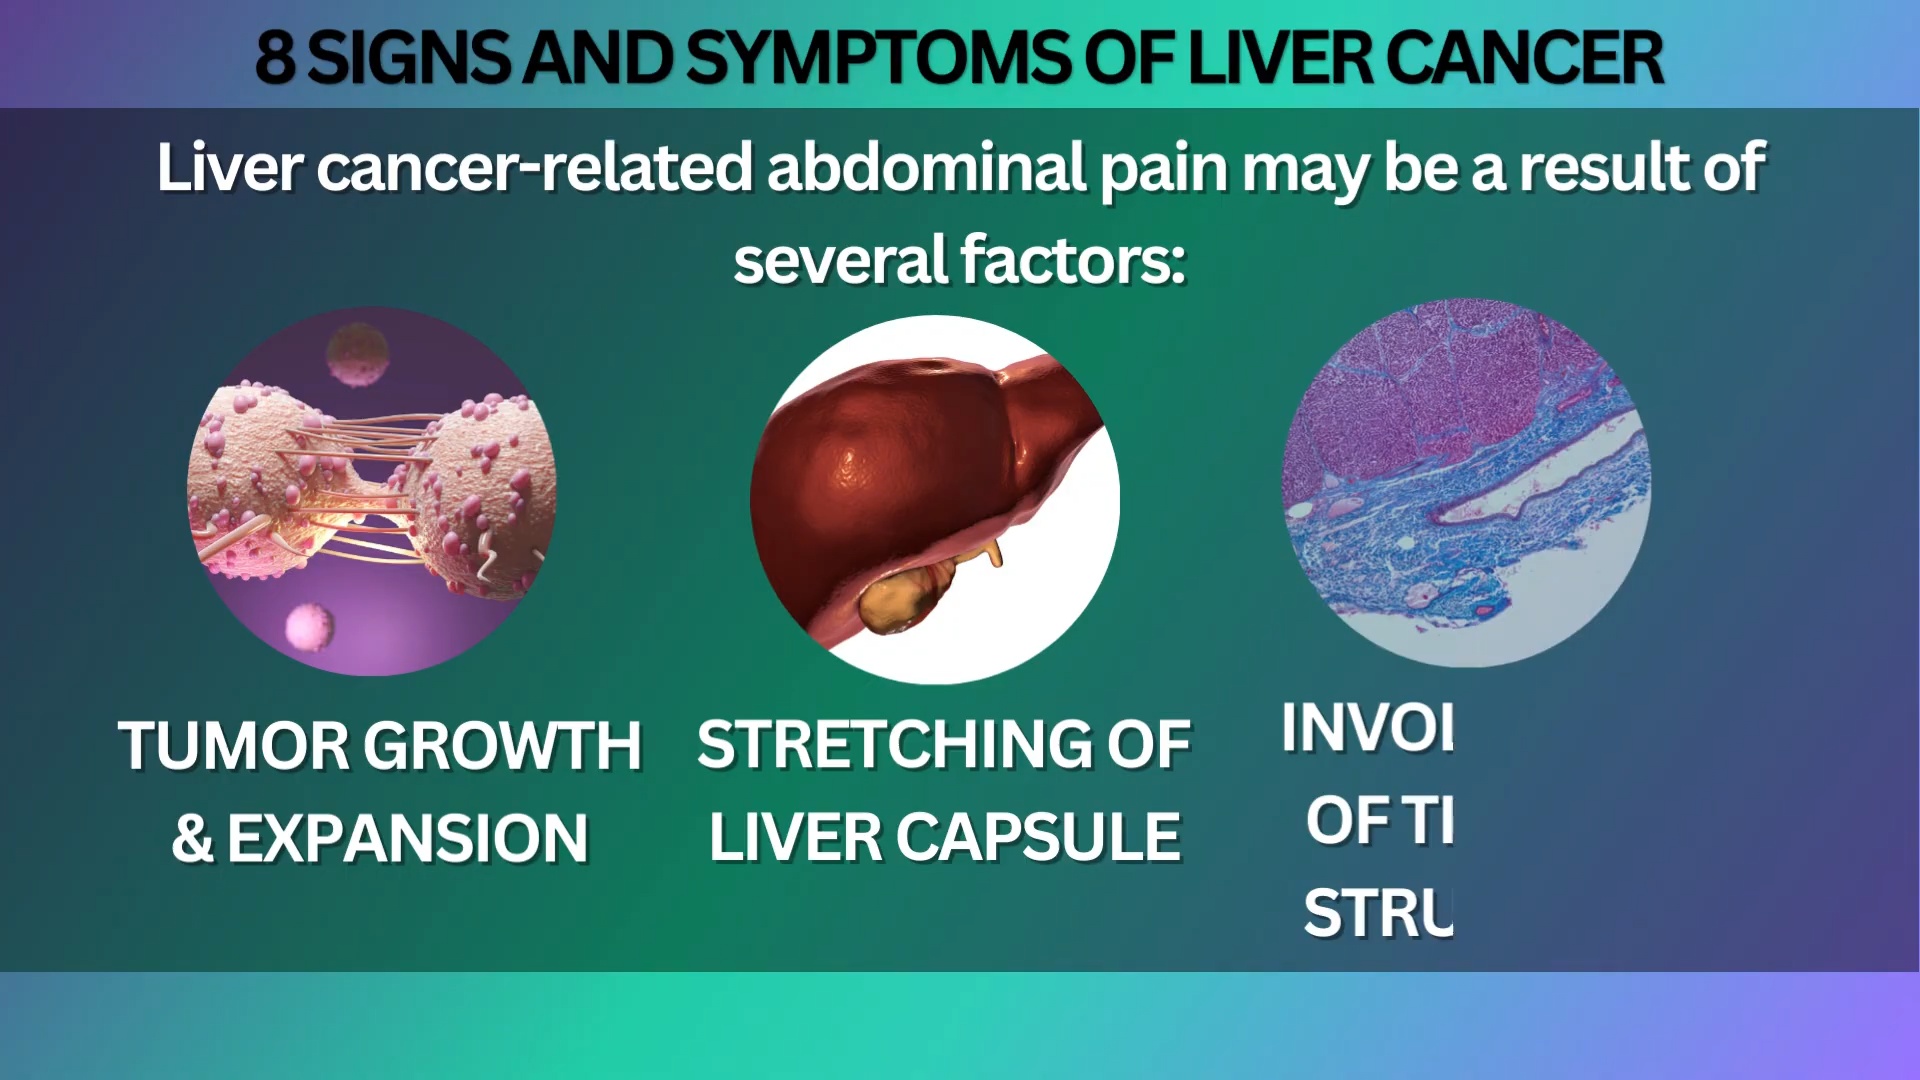 8 SIGNS AND SYMPTOMS OF LIVER CANCER
Liver cancer-related abdominal pain may be a result of
several factors:
TUMOR GROWTH
& EXPANSION
STRETCHING OF
LIVER CAPSULE
OF